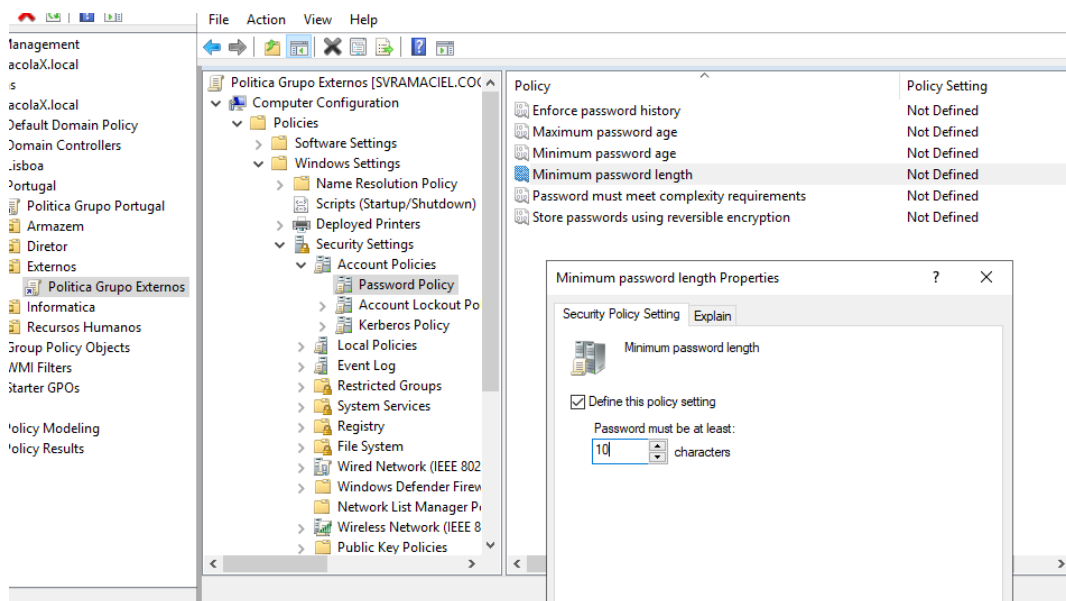 File Action View Help
Management
acolaX.local
s
acolaX.local
Default Domain Policy
Domain Controllers
Lisboa
Portugal
Politica Grupo Portugal
Armazem
Diretor
Externos
Politica Grupo Externos
Informatica
Recursos Humanos
Group Policy Objects
WMI Filters
Starter GPOs
Policy Modeling
Policy Results
Politica Grupo Externos [SVRAMACIEL.COC
Computer Configuration
Policies
Software Settings
Windows Settings
Name Resolution Policy
Scripts (Startup/Shutdown)
Deployed Printers
Security Settings
Account Policies
Password Policy
Account Lockout Po
Kerberos Policy
Local Policies
Event Log
Restricted Groups
System Services
Registry
File System
Wired Network (IEEE 802
Windows Defender Firew
Network List Manager P
Wireless Network (IEEE 8
Public Key Policies
Policy Policy Setting
Enforce password history Not Defined
Maximum password age Not Defined
Minimum password age Not Defined
Minimum password length Not Defined
Password must meet complexity requirements Not Defined
Store passwords using reversible encryption Not Defined
Minimum password length Properties ? X
Security Policy Setting Explain
Minimum password length
Define this policy setting
Password must be at least:
10 characters